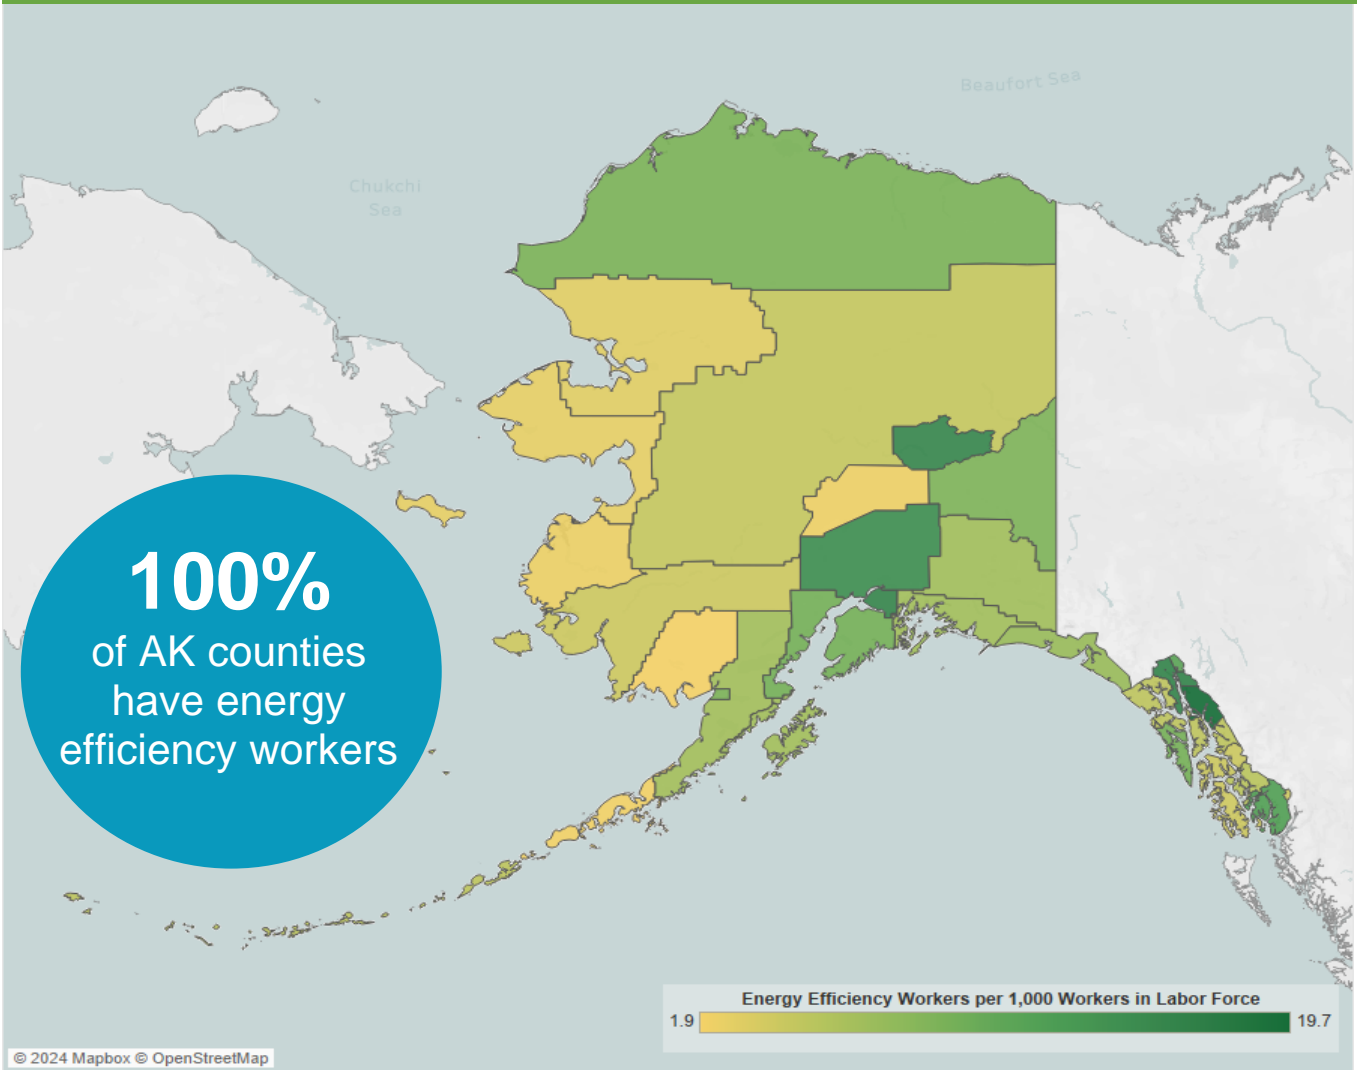 Beaufort Sea
Chukchi
Sea
100%
of AK counties
have energy
efficiency workers
Energy Efficiency Workers per 1,000 Workers in Labor Force
1.9
19.7
© 2024 Mapbox © OpenStreetMap